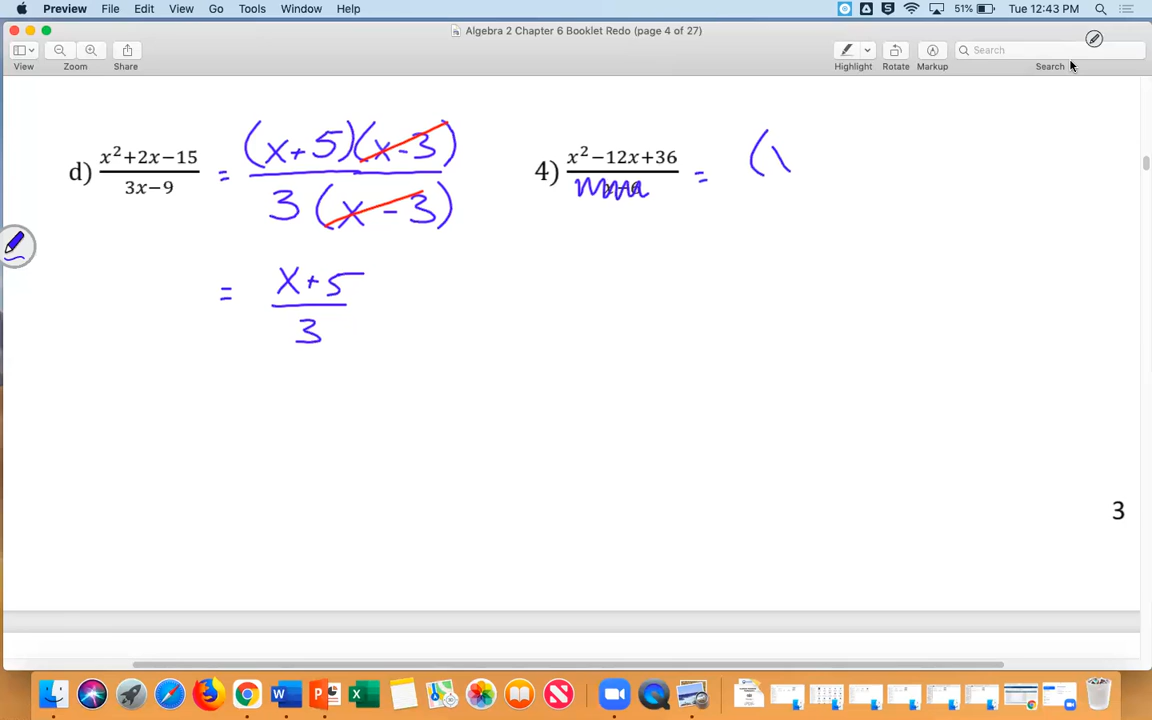 Preview File Edit View Go Tools Window Help 51% Tue 12:43 PM
Algebra 2 Chapter 6 Booklet Redo (page 4 of 27)
Search
View Zoom Share Highlight Rotate Markup Search
d) x²+2x−15 / 3x−9 = (x+5)(x-3) / 3(x-3)
= x+5 / 3
4) x²−12x+36 / x−6 = (
3